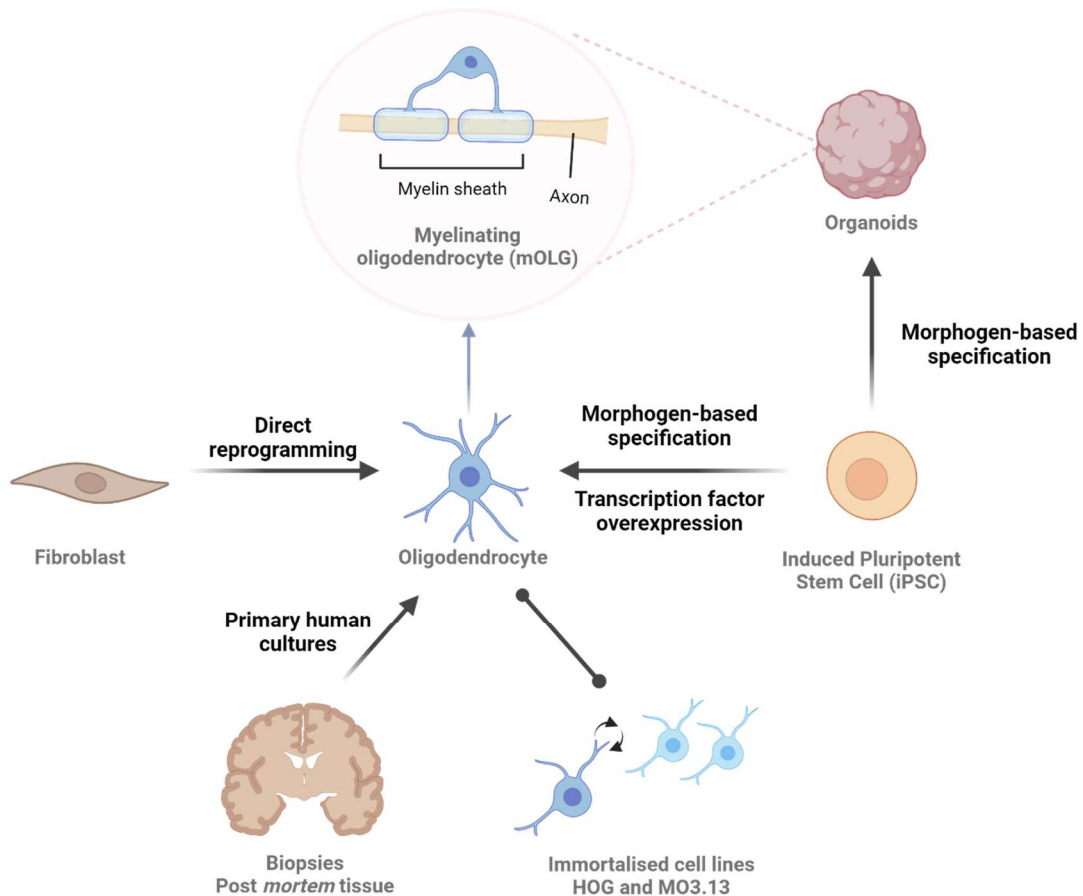 Myelin sheath
Axon
Myelinating
oligodendrocyte (mOLG)
Organoids
Morphogen-based
specification
Direct
reprogramming
Morphogen-based
specification
Transcription factor
overexpression
Fibroblast
Oligodendrocyte
Induced Pluripotent
Stem Cell (iPSC)
Primary human
cultures
Biopsies
Post mortem tissue
Immortalised cell lines
HOG and MO3.13